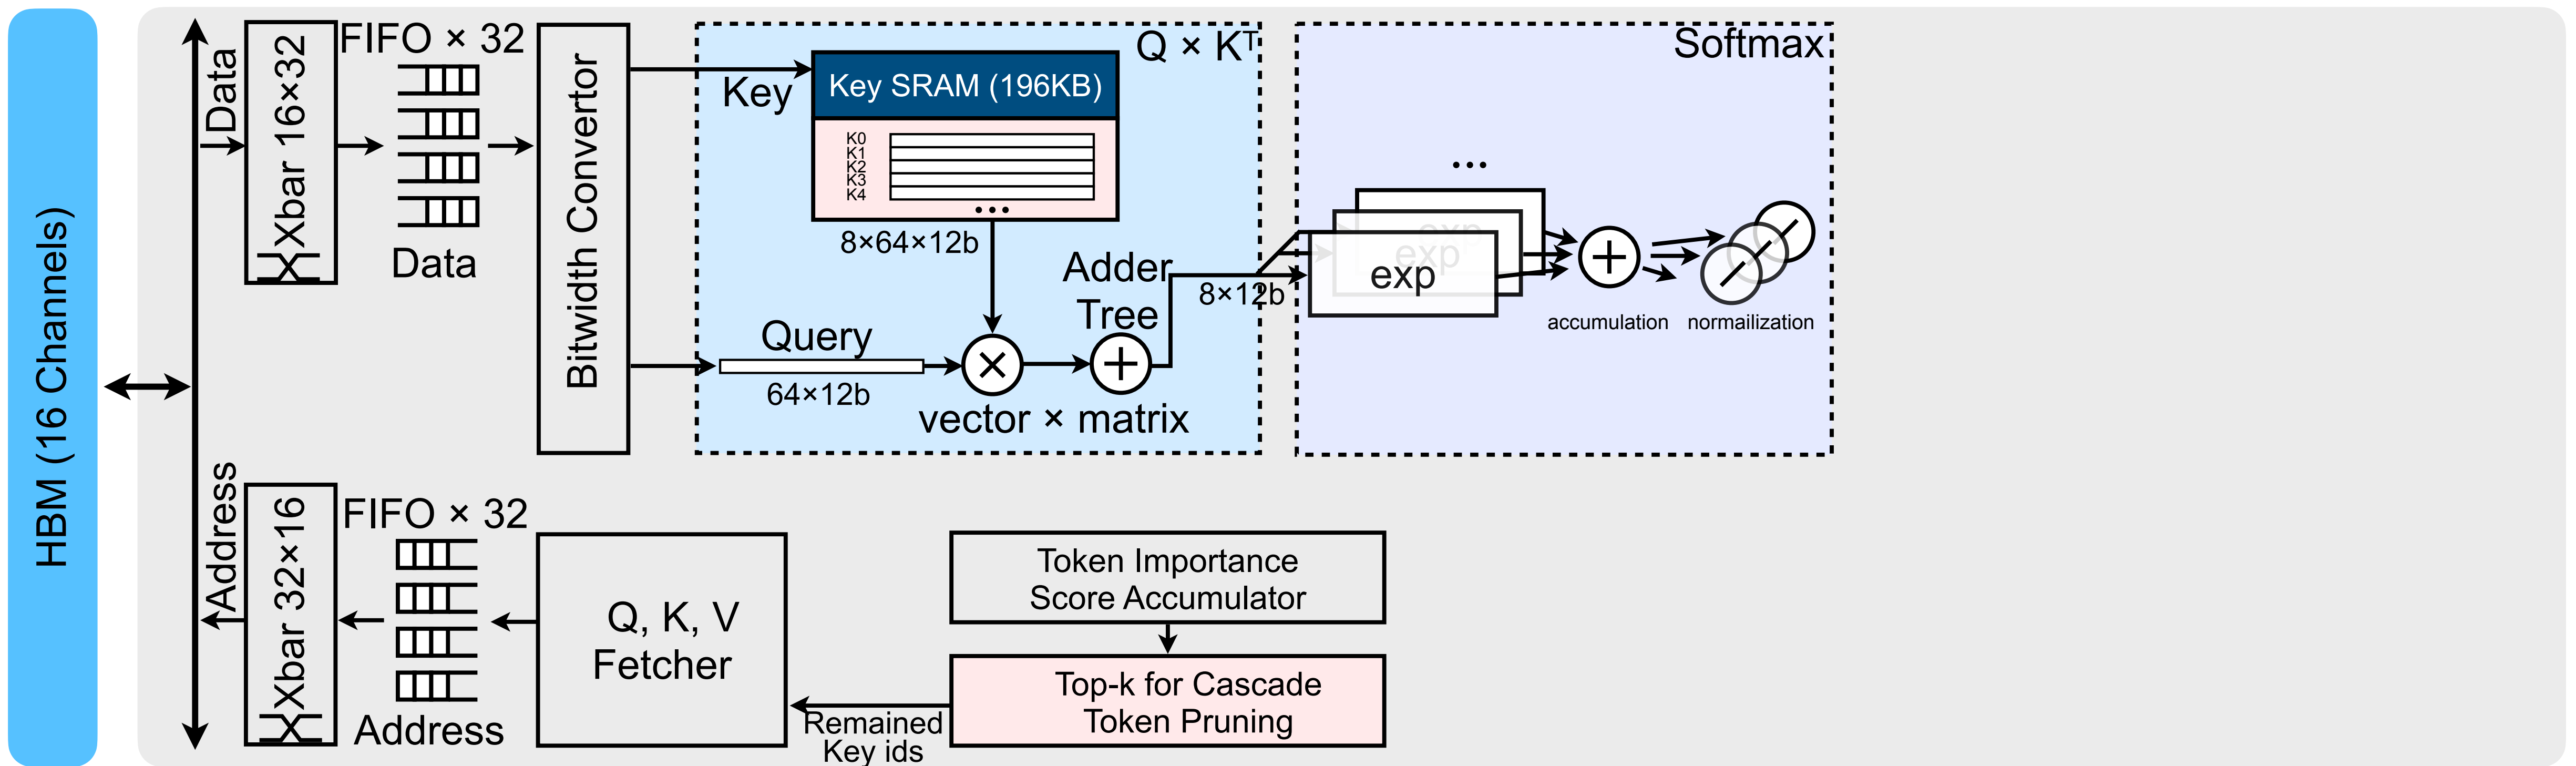 HBM (16 Channels)
Data
Xbar 16×32
FIFO × 32
Data
Bitwidth Convertor
Q × Kᵀ
Key
Key SRAM (196KB)
K0
K1
K2
K3
K4
...
8×64×12b
Query
64×12b
Adder
Tree
vector × matrix
8×12b
Softmax
...
exp
exp
exp
accumulation
normailization
Address
Xbar 32×16
FIFO × 32
Address
Q, K, V
Fetcher
Remained
Key ids
Token Importance
Score Accumulator
Top-k for Cascade
Token Pruning